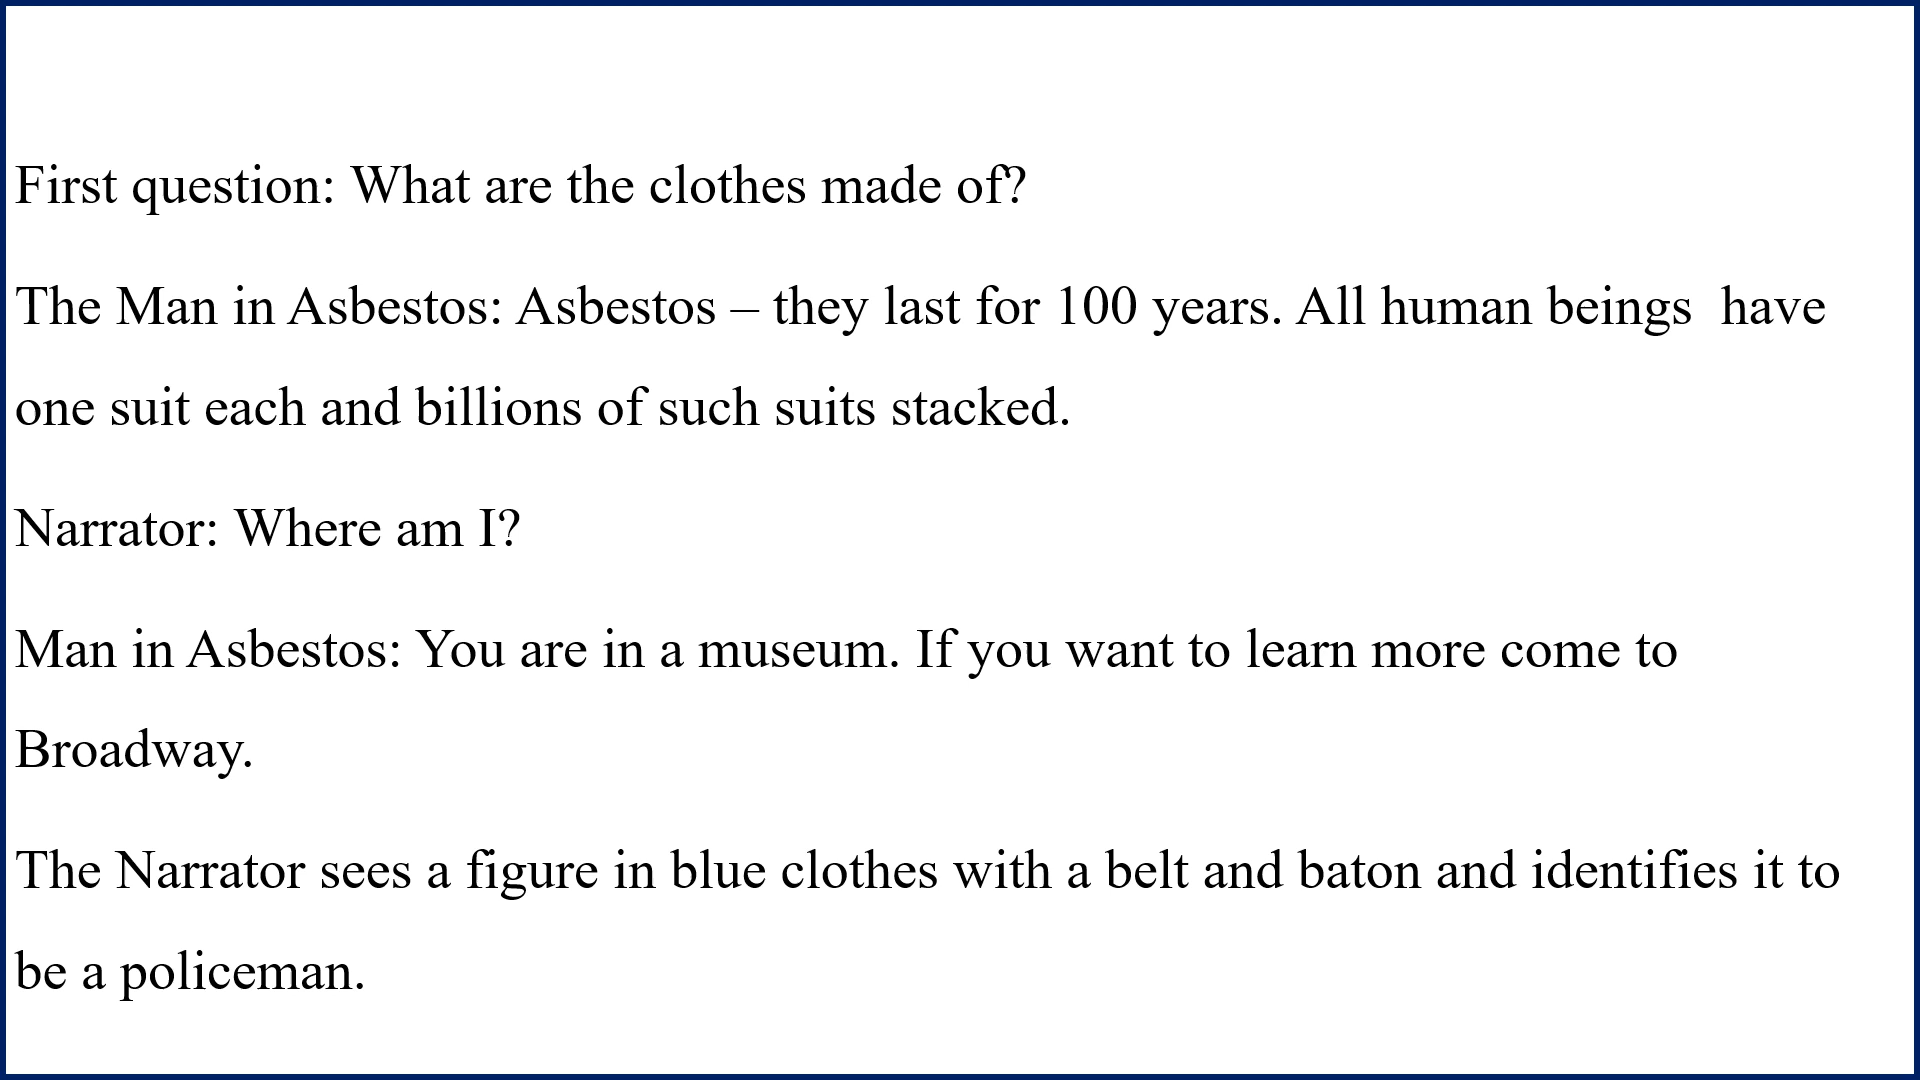 First question: What are the clothes made of?
The Man in Asbestos: Asbestos – they last for 100 years. All human beings  have
one suit each and billions of such suits stacked.
Narrator: Where am I?
Man in Asbestos: You are in a museum. If you want to learn more come to
Broadway.
The Narrator sees a figure in blue clothes with a belt and baton and identifies it to
be a policeman.